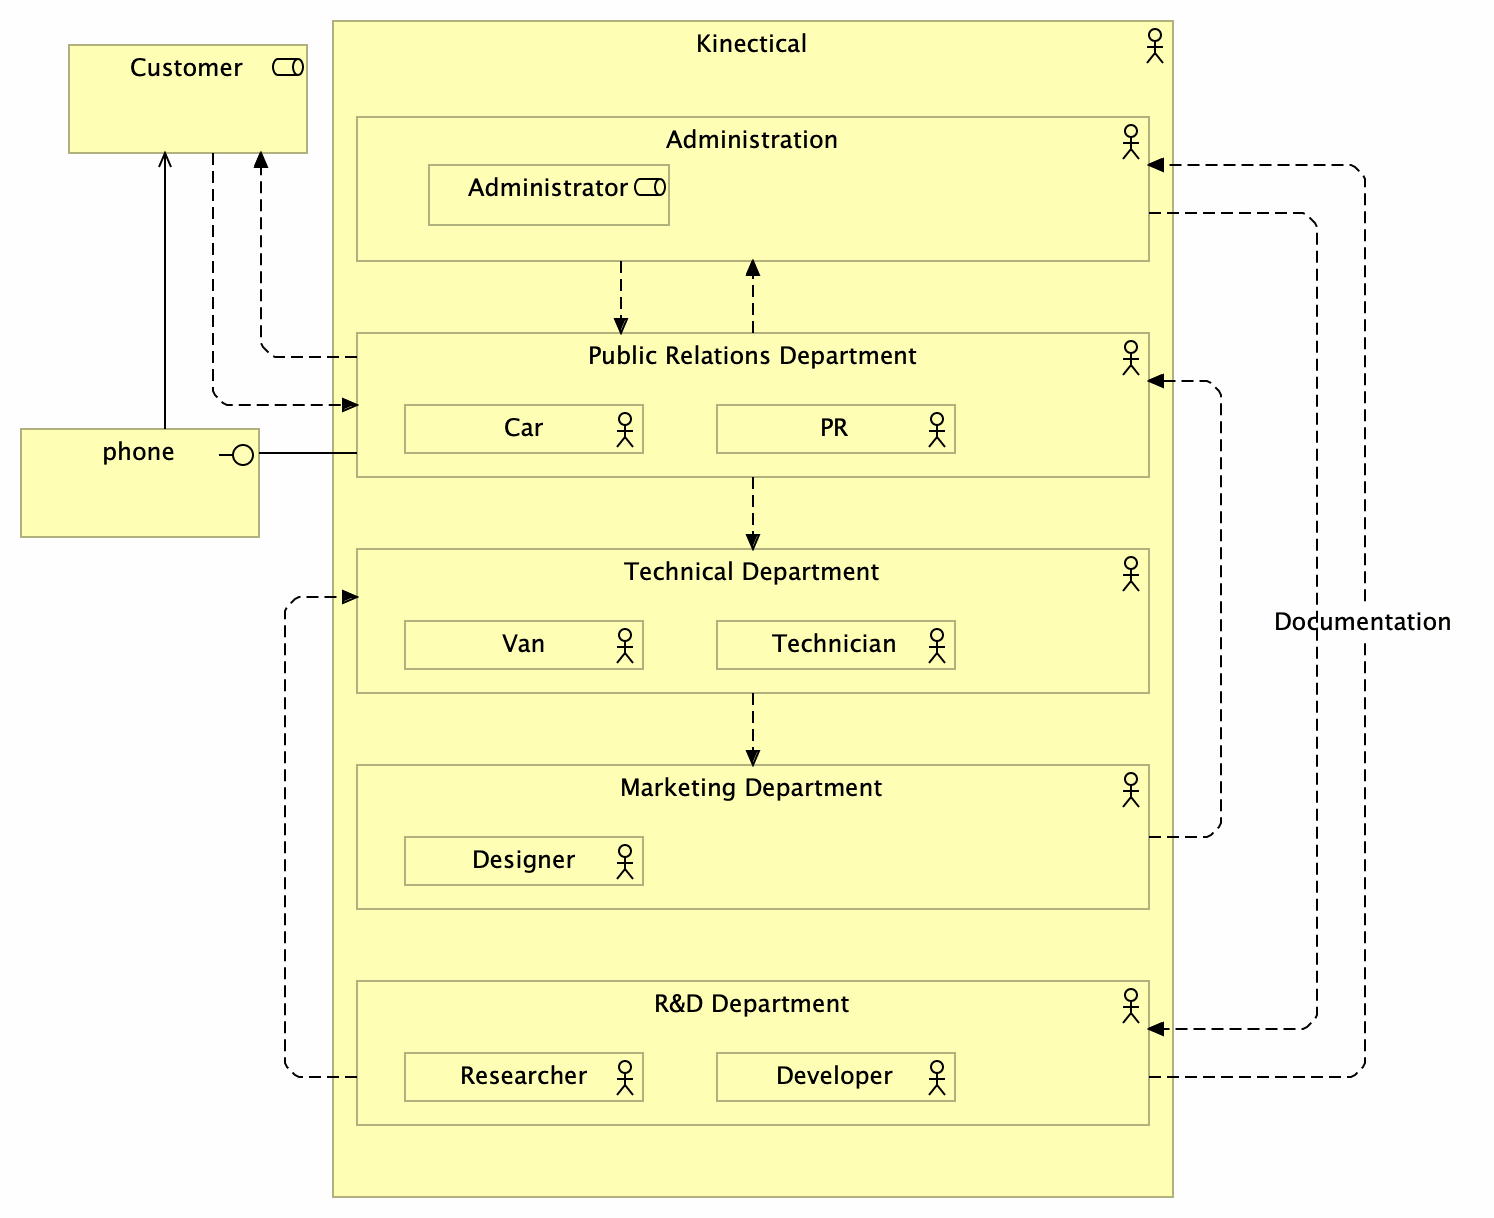 Kinectical
Customer
Administration
Administrator
Public Relations Department
Car
PR
phone
Technical Department
Van
Technician
Documentation
Marketing Department
Designer
R&D Department
Researcher
Developer